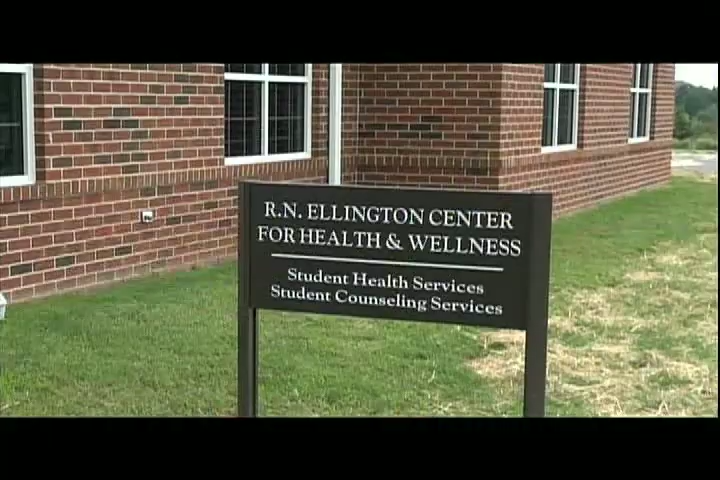 R.N. ELLINGTON CENTER
FOR HEALTH & WELLNESS
Student Health Services
Student Counseling Services